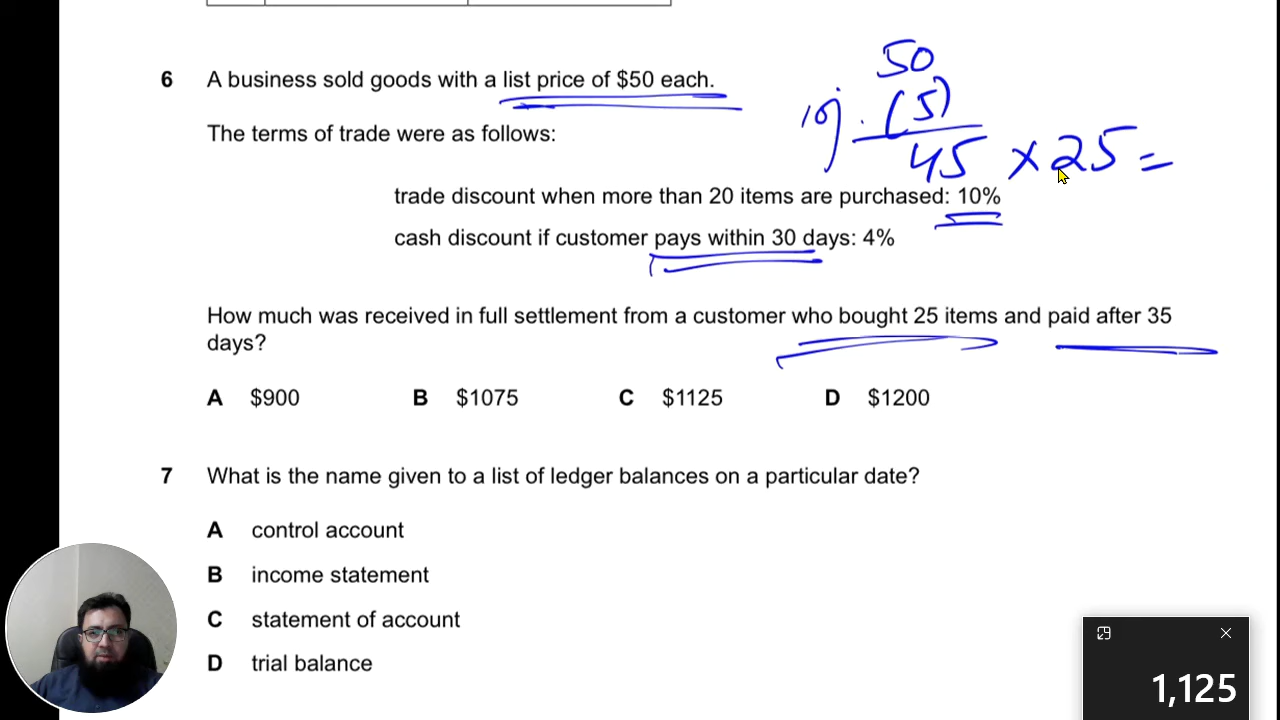 6 A business sold goods with a list price of $50 each.
50
10% (5)
45 × 25 =
The terms of trade were as follows:
trade discount when more than 20 items are purchased: 10%
cash discount if customer pays within 30 days: 4%
How much was received in full settlement from a customer who bought 25 items and paid after 35
days?
A $900 B $1075 C $1125 D $1200
7 What is the name given to a list of ledger balances on a particular date?
A control account
B income statement
C statement of account
D trial balance
1,125